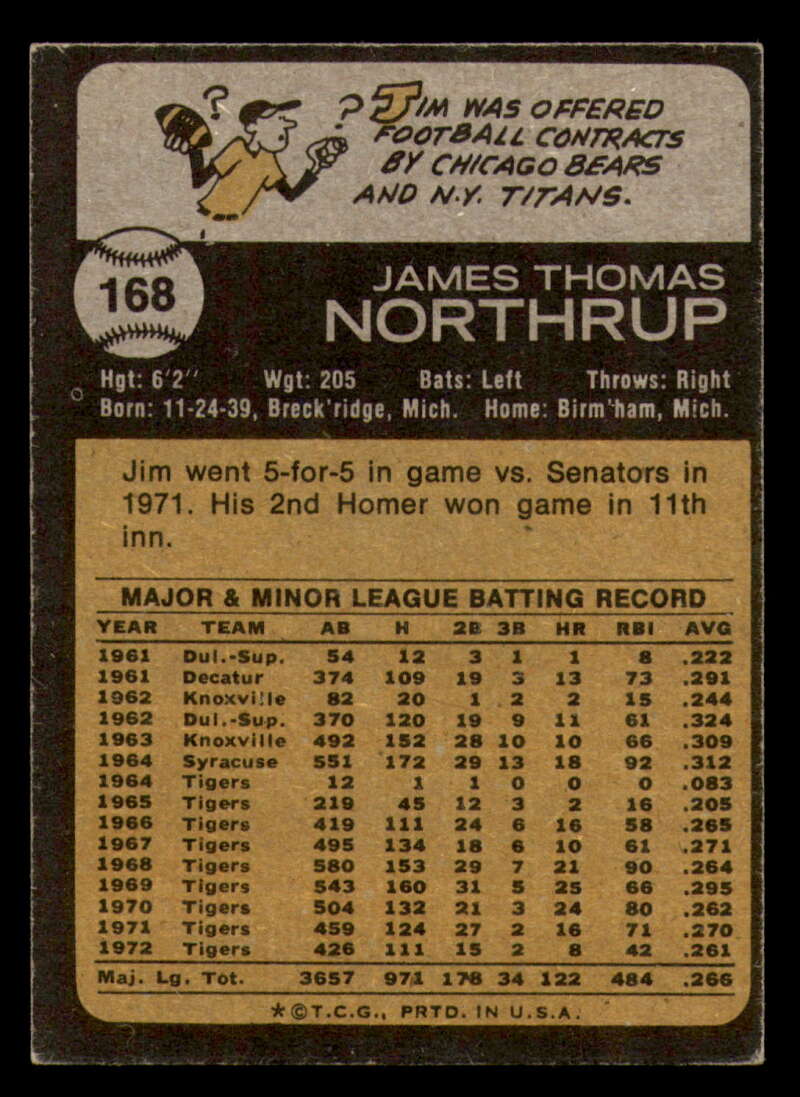 ? ? JIM WAS OFFERED
FOOTBALL CONTRACTS
BY CHICAGO BEARS
AND N.Y. TITANS.
168
JAMES THOMAS
NORTHRUP
Hgt: 6'2" Wgt: 205 Bats: Left Throws: Right
Born: 11-24-39, Breck'ridge, Mich. Home: Birm'ham, Mich.
Jim went 5-for-5 in game vs. Senators in
1971. His 2nd Homer won game in 11th
inn.
MAJOR & MINOR LEAGUE BATTING RECORD
YEAR TEAM AB H 2B 3B HR RBI AVG
1961 Dul.-Sup. 54 12 3 1 1 8 .222
1961 Decatur 374 109 19 3 13 73 .291
1962 Knoxville 82 20 1 2 2 15 .244
1962 Dul.-Sup. 370 120 19 9 11 61 .324
1963 Knoxville 492 152 28 10 10 66 .309
1964 Syracuse 551 172 29 13 18 92 .312
1964 Tigers 12 1 1 0 0 0 .083
1965 Tigers 219 45 12 3 2 16 .205
1966 Tigers 419 111 24 6 16 58 .265
1967 Tigers 495 134 18 6 10 61 .271
1968 Tigers 580 153 29 7 21 90 .264
1969 Tigers 543 160 31 5 25 66 .295
1970 Tigers 504 132 21 3 24 80 .262
1971 Tigers 459 124 27 2 16 71 .270
1972 Tigers 426 111 15 2 8 42 .261
Maj. Lg. Tot. 3657 971 178 34 122 484 .266
*©T.C.G., PRTD. IN U.S.A.